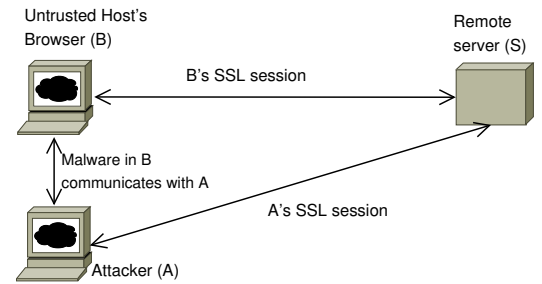 Untrusted Host's
Browser (B)
Remote
server (S)
B's SSL session
Malware in B
communicates with A
A's SSL session
Attacker (A)